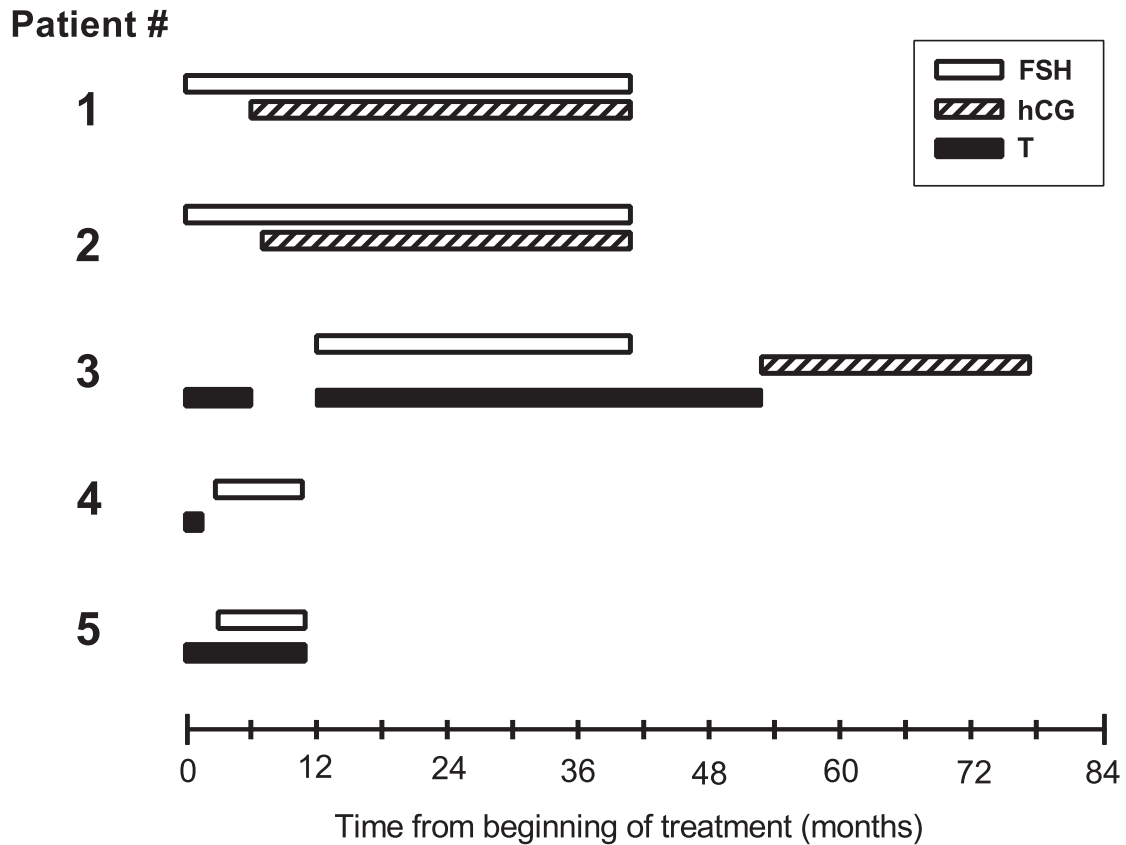 Patient #
FSH
hCG
T
1
2
3
4
5
0 12 24 36 48 60 72 84
Time from beginning of treatment (months)